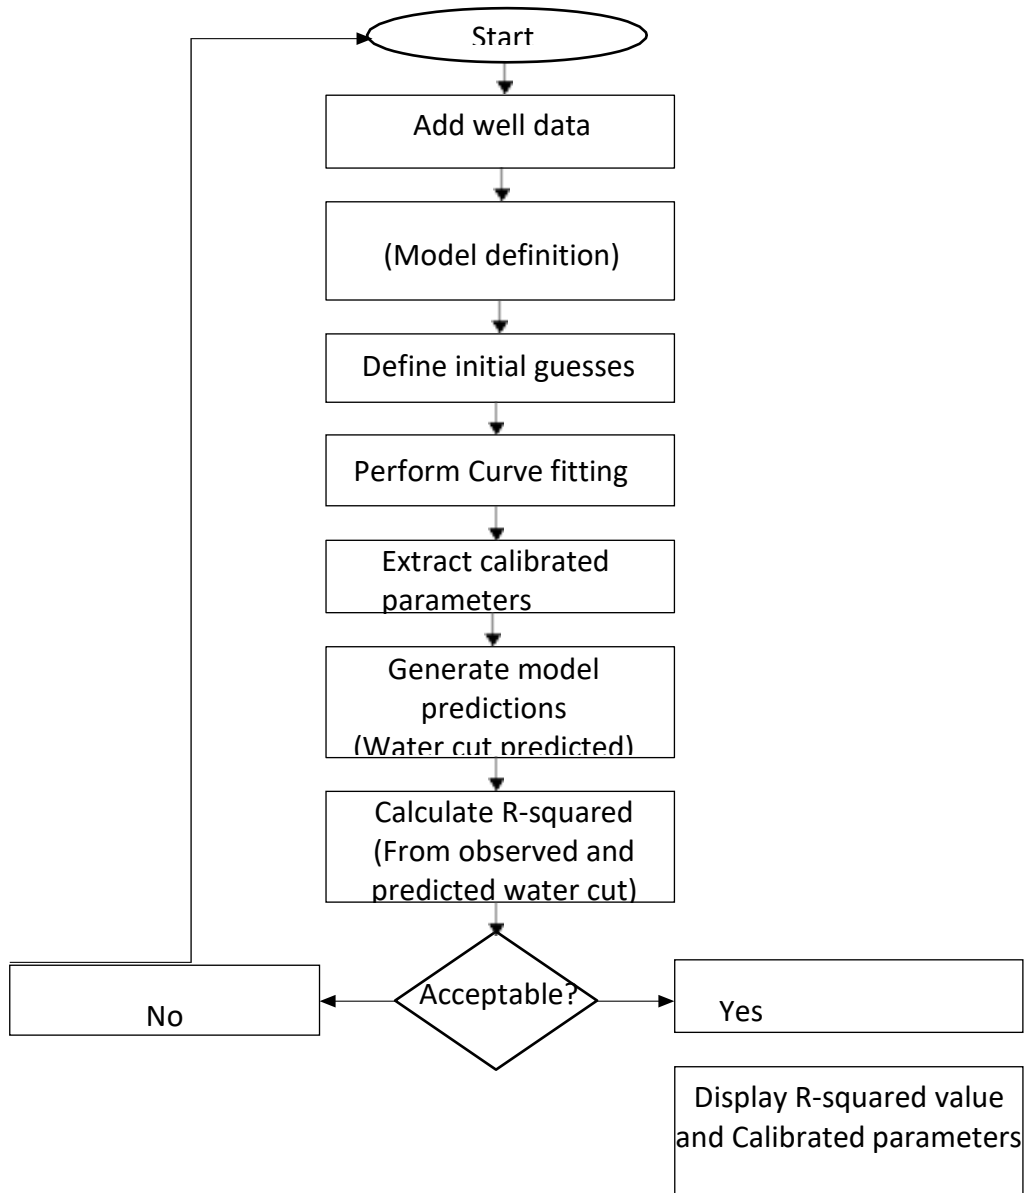 Start
Add well data
(Model definition)
Define initial guesses
Perform Curve fitting
Extract calibrated
parameters
Generate model
predictions
(Water cut predicted)
Calculate R-squared
(From observed and
predicted water cut)
Acceptable?
No
Yes
Display R-squared value
and Calibrated parameters